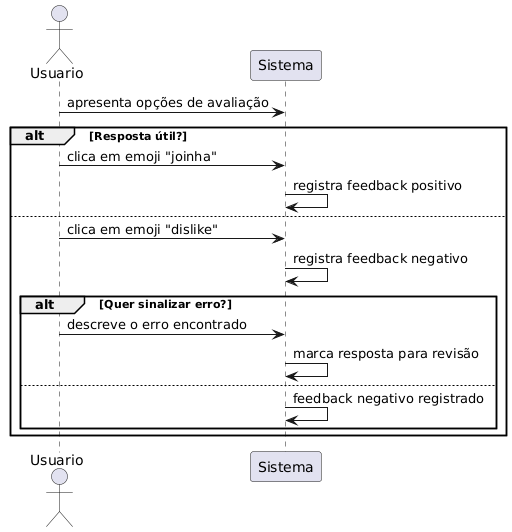 Usuario
Sistema
apresenta opções de avaliação
alt [Resposta útil?]
clica em emoji "joinha"
registra feedback positivo
clica em emoji "dislike"
registra feedback negativo
alt [Quer sinalizar erro?]
descreve o erro encontrado
marca resposta para revisão
feedback negativo registrado
Usuario
Sistema